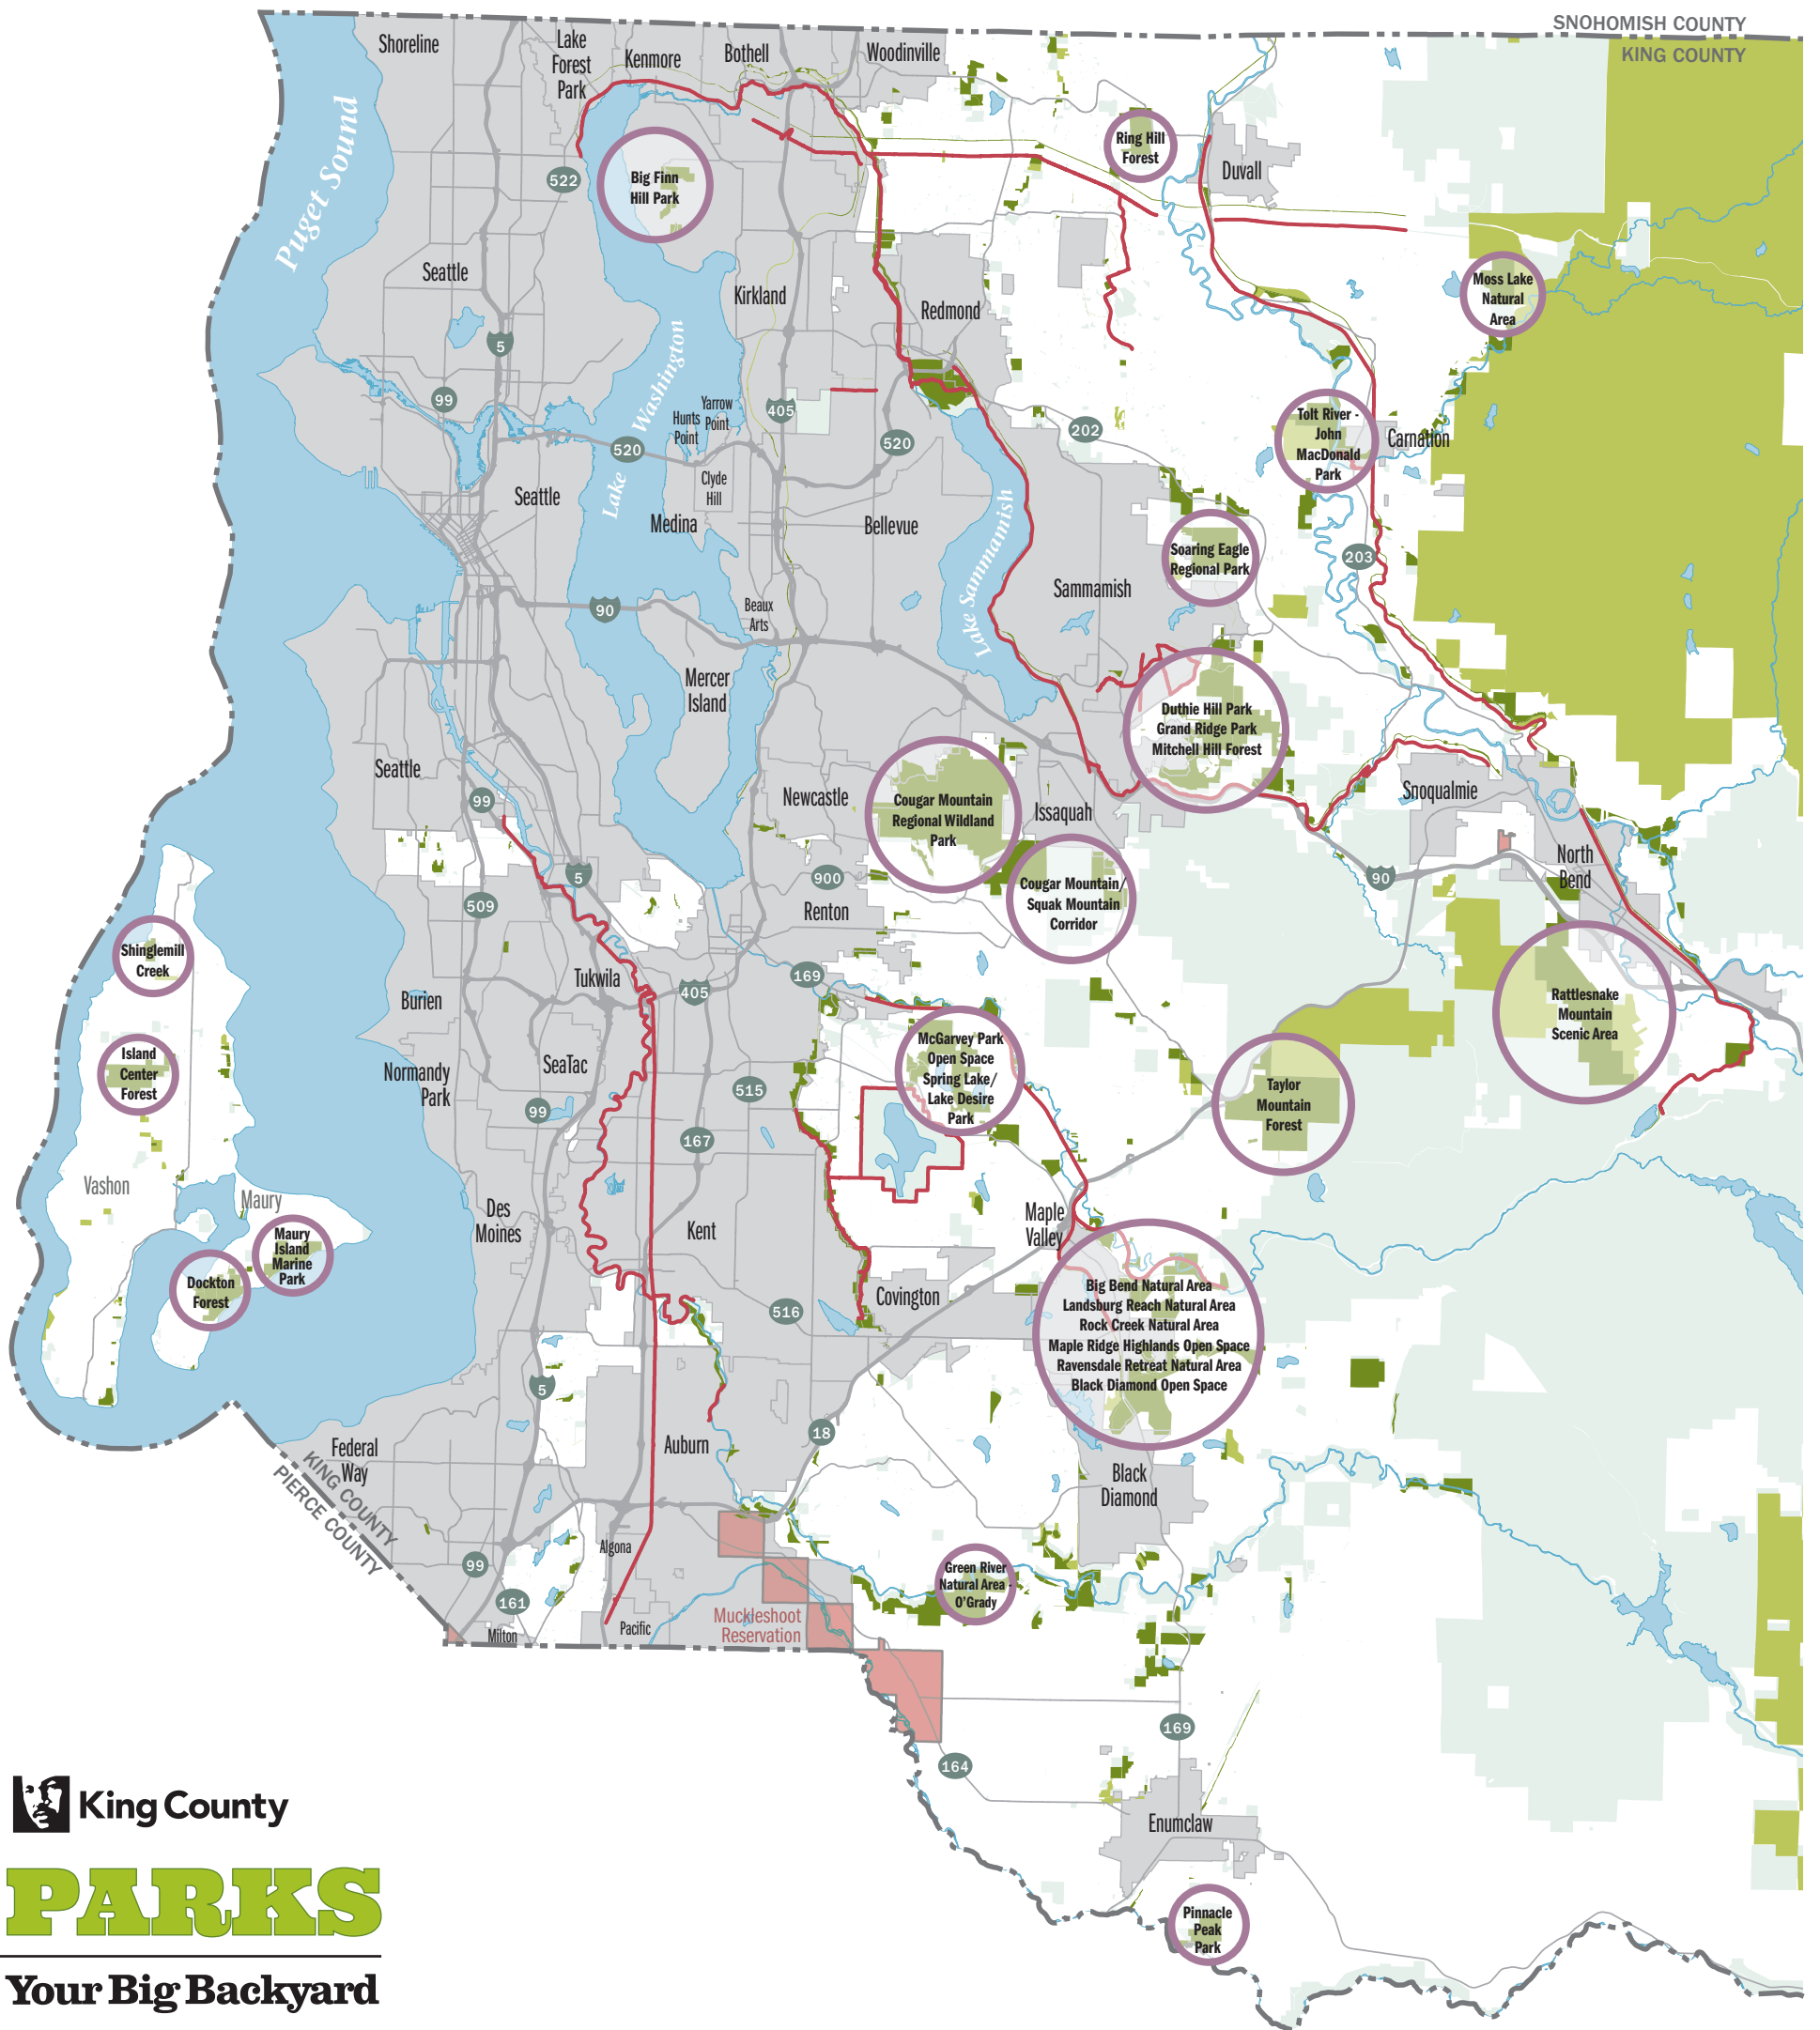 SNOHOMISH COUNTY
KING COUNTY
Shoreline
Lake
Forest
Park
Kenmore
Bothell
Woodinville
Puget Sound
522
Big Finn
Hill Park
Ring Hill
Forest
Duvall
Seattle
Kirkland
Redmond
Moss Lake
Natural
Area
5
99
Lake Washington
Hunts
Point
Yarrow
Point
405
520
520
202
Tolt River -
John
MacDonald
Park
Carnation
Clyde
Hill
Seattle
Medina
Bellevue
Lake Sammamish
Soaring Eagle
Regional Park
203
Sammamish
90
Beaux
Arts
Mercer
Island
Duthie Hill Park
Grand Ridge Park
Mitchell Hill Forest
Seattle
99
Newcastle
Cougar Mountain
Regional Wildland
Park
Issaquah
Snoqualmie
North
Bend
5
900
90
509
Renton
Cougar Mountain/
Squak Mountain
Corridor
Shinglemill
Creek
Tukwila
169
405
Burien
Rattlesnake
Mountain
Scenic Area
Island
Center
Forest
SeaTac
Normandy
Park
McGarvey Park
Open Space
Spring Lake/
Lake Desire
Park
515
99
Taylor
Mountain
Forest
167
Vashon
Maury
Des
Moines
Kent
Maple
Valley
Maury
Island
Marine
Park
Dockton
Forest
516
Covington
Big Bend Natural Area
Landsburg Reach Natural Area
Rock Creek Natural Area
Maple Ridge Highlands Open Space
Ravensdale Retreat Natural Area
Black Diamond Open Space
5
18
Federal
Way
Auburn
KING COUNTY
PIERCE COUNTY
Black
Diamond
Algona
99
161
Green River
Natural Area -
O'Grady
Muckleshoot
Reservation
Milton
Pacific
169
164
Enumclaw
Pinnacle
Peak
Park
King County
PARKS
Your Big Backyard